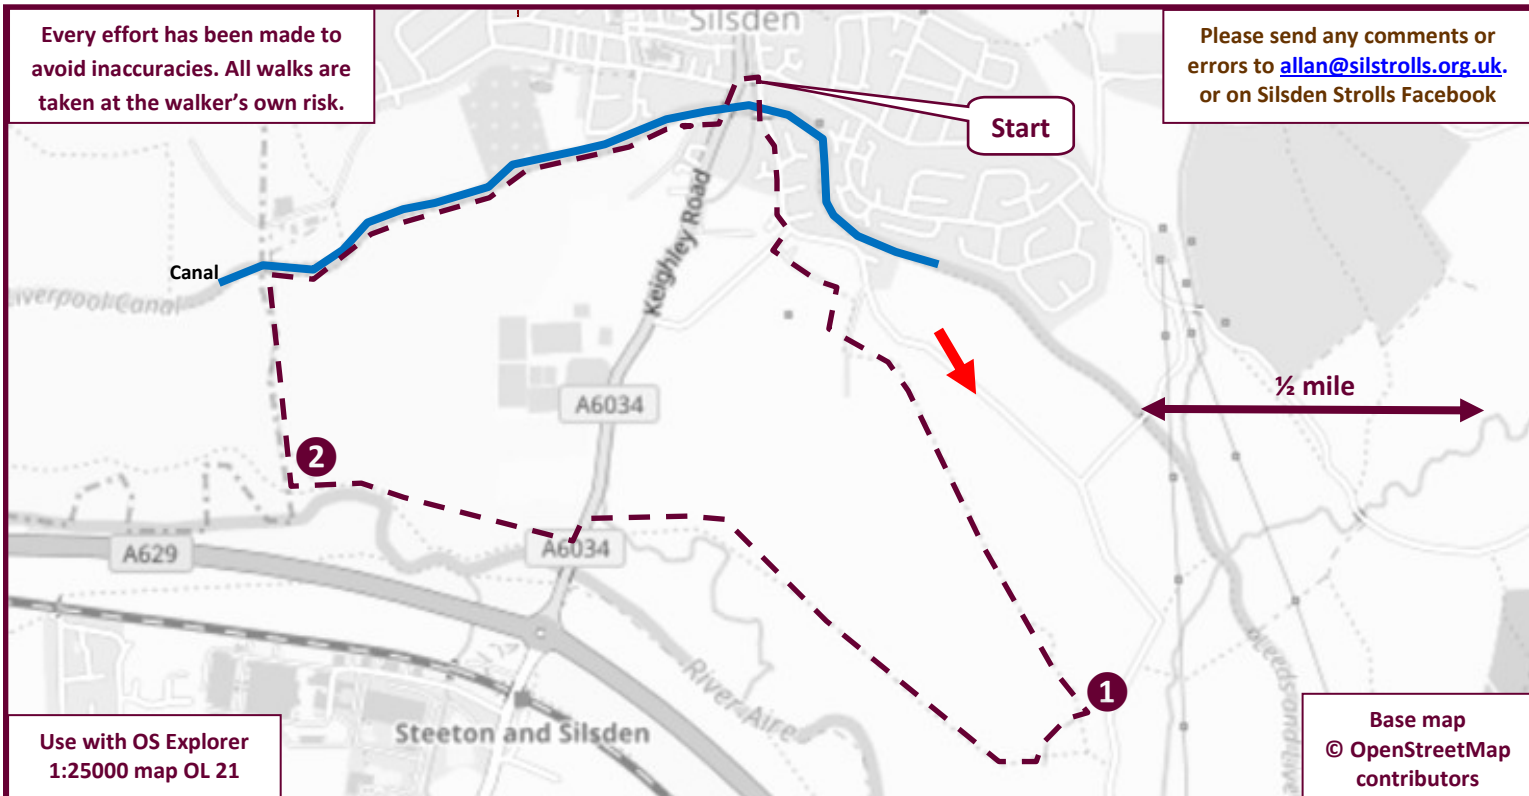 Every effort has been made to
avoid inaccuracies. All walks are
taken at the walker's own risk.
Silsden
Please send any comments or
errors to allan@silstrolls.org.uk.
or on Silsden Strolls Facebook
Start
Keighley Road
Canal
verpool Canal
½ mile
A6034
2
A629
A6034
River Aire
1
Steeton and Silsden
Use with OS Explorer
1:25000 map OL 21
Base map
© OpenStreetMap
contributors